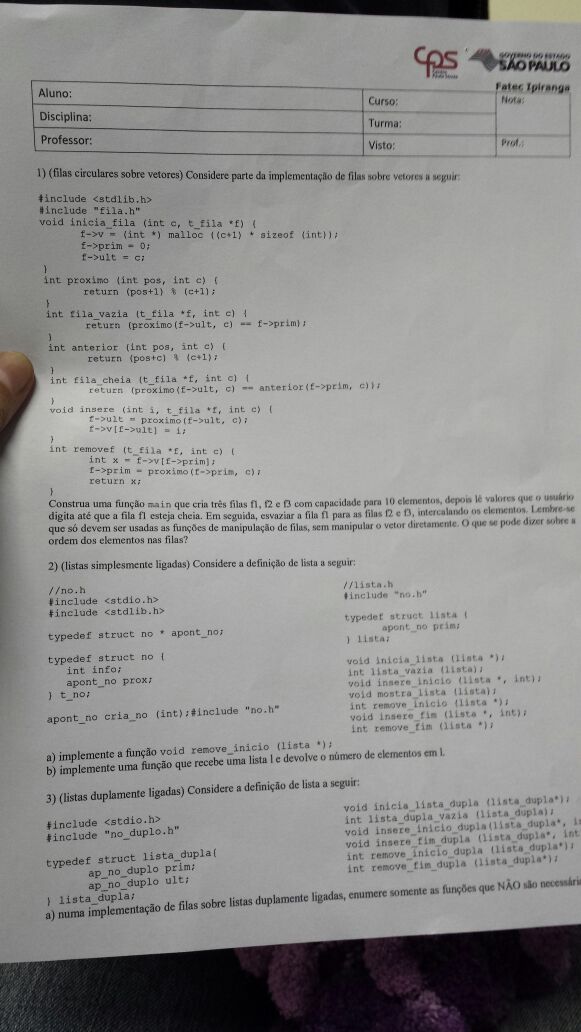 CPS
GOVERNO DO ESTADO
SÃO PAULO
Fatec Ipiranga
Aluno:
Curso:
Nota:
Disciplina:
Turma:
Professor:
Visto:
Prof.:
1) (filas circulares sobre vetores) Considere parte da implementação de filas sobre vetores a seguir:
#include <stdlib.h>
#include "fila.h"
void inicia_fila (int c, t_fila *f) {
f->v = (int *) malloc ((c+1) * sizeof (int));
f->prim = 0;
f->ult = c;
}
int proximo (int pos, int c) {
return (pos+1) % (c+1);
}
int fila_vazia (t_fila *f, int c) {
return (proximo(f->ult, c) == f->prim);
}
int anterior (int pos, int c) {
return (pos+c) % (c+1);
}
int fila_cheia (t_fila *f, int c) {
return (proximo(f->ult, c) == anterior(f->prim, c));
}
void insere (int i, t_fila *f, int c) {
f->ult = proximo(f->ult, c);
f->v[f->ult] = i;
}
int removef (t_fila *f, int c) {
int x = f->v[f->prim];
f->prim = proximo(f->prim, c);
return x;
}
Construa uma função main que cria três filas f1, f2 e f3 com capacidade para 10 elementos, depois lê valores que o usuário
digita até que a fila f1 esteja cheia. Em seguida, esvaziar a fila f1 para as filas f2 e f3, intercalando os elementos. Lembre-se
que só devem ser usadas as funções de manipulação de filas, sem manipular o vetor diretamente. O que se pode dizer sobre a
ordem dos elementos nas filas?
2) (listas simplesmente ligadas) Considere a definição de lista a seguir:
//no.h
#include <stdio.h>
#include <stdlib.h>
typedef struct no * apont_no;
typedef struct no {
int info;
apont_no prox;
} t_no;
apont_no cria_no (int);#include "no.h"
//lista.h
#include "no.h"
typedef struct lista {
apont_no prim;
} lista;
void inicia_lista (lista *);
int lista_vazia (lista);
void insere_inicio (lista *, int);
void mostra_lista (lista);
int remove_inicio (lista *);
void insere_fim (lista *, int);
int remove_fim (lista *);
a) implemente a função void remove_inicio (lista *);
b) implemente uma função que recebe uma lista l e devolve o número de elementos em l.
3) (listas duplamente ligadas) Considere a definição de lista a seguir:
#include <stdio.h>
#include "no_duplo.h"
typedef struct lista_dupla{
ap_no_duplo prim;
ap_no_duplo ult;
} lista_dupla;
void inicia_lista_dupla (lista_dupla*);
int lista_dupla_vazia (lista_dupla);
void insere_inicio_dupla(lista_dupla*,
void insere_fim_dupla (lista_dupla*, int
int remove_inicio_dupla (lista_dupla*);
int remove_fim_dupla (lista_dupla*);
a) numa implementação de filas sobre listas duplamente ligadas, enumere somente as funções que NÃO são